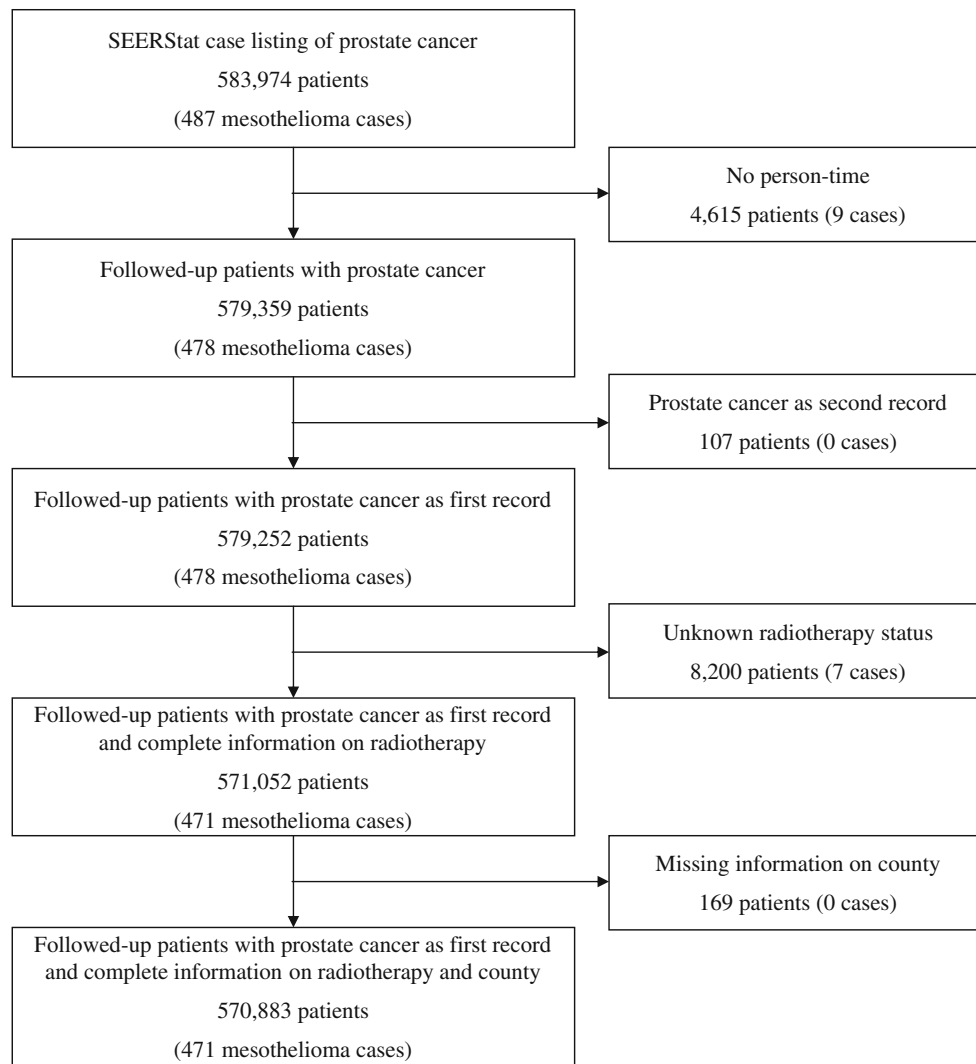 SEERStat case listing of prostate cancer
583,974 patients
(487 mesothelioma cases)
No person-time
4,615 patients (9 cases)
Followed-up patients with prostate cancer
579,359 patients
(478 mesothelioma cases)
Prostate cancer as second record
107 patients (0 cases)
Followed-up patients with prostate cancer as first record
579,252 patients
(478 mesothelioma cases)
Unknown radiotherapy status
8,200 patients (7 cases)
Followed-up patients with prostate cancer as first record
and complete information on radiotherapy
571,052 patients
(471 mesothelioma cases)
Missing information on county
169 patients (0 cases)
Followed-up patients with prostate cancer as first record
and complete information on radiotherapy and county
570,883 patients
(471 mesothelioma cases)